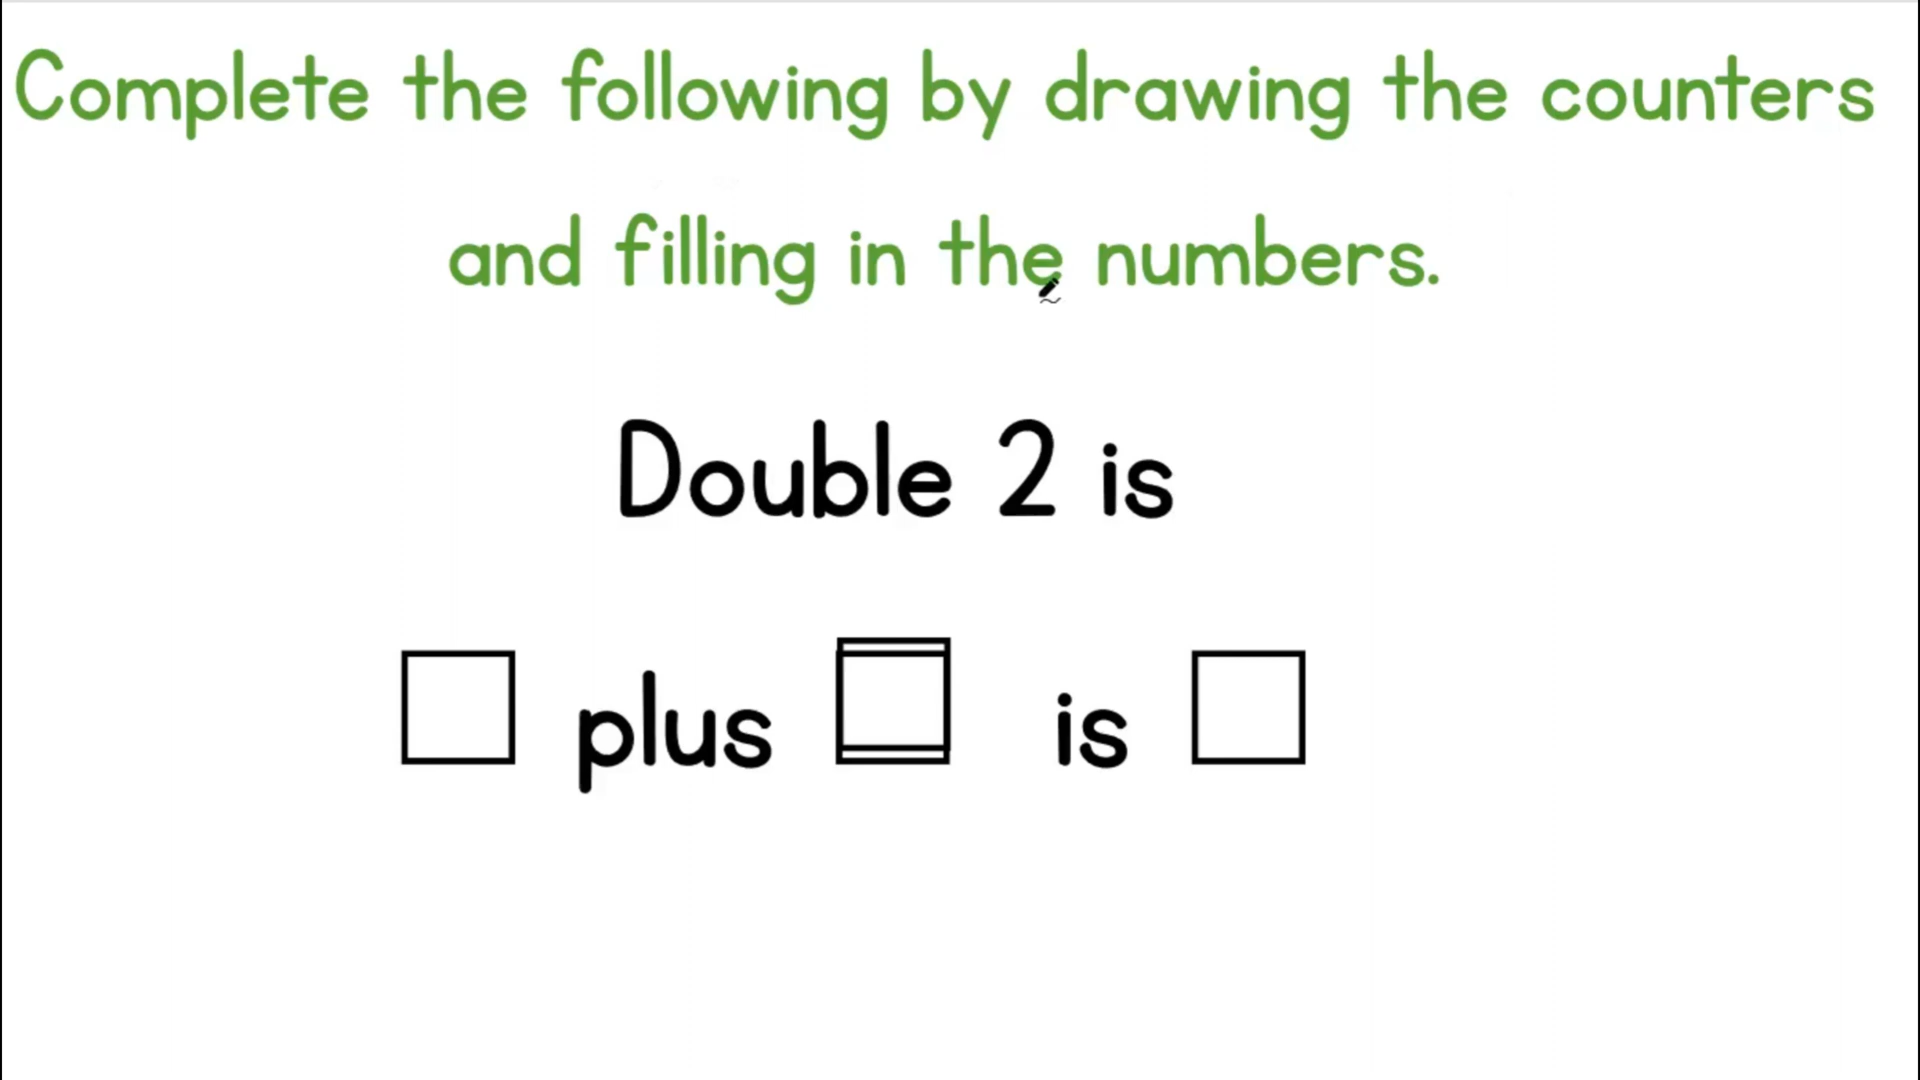 Complete the following by drawing the counters
and filling in the numbers.
Double 2 is
plus is